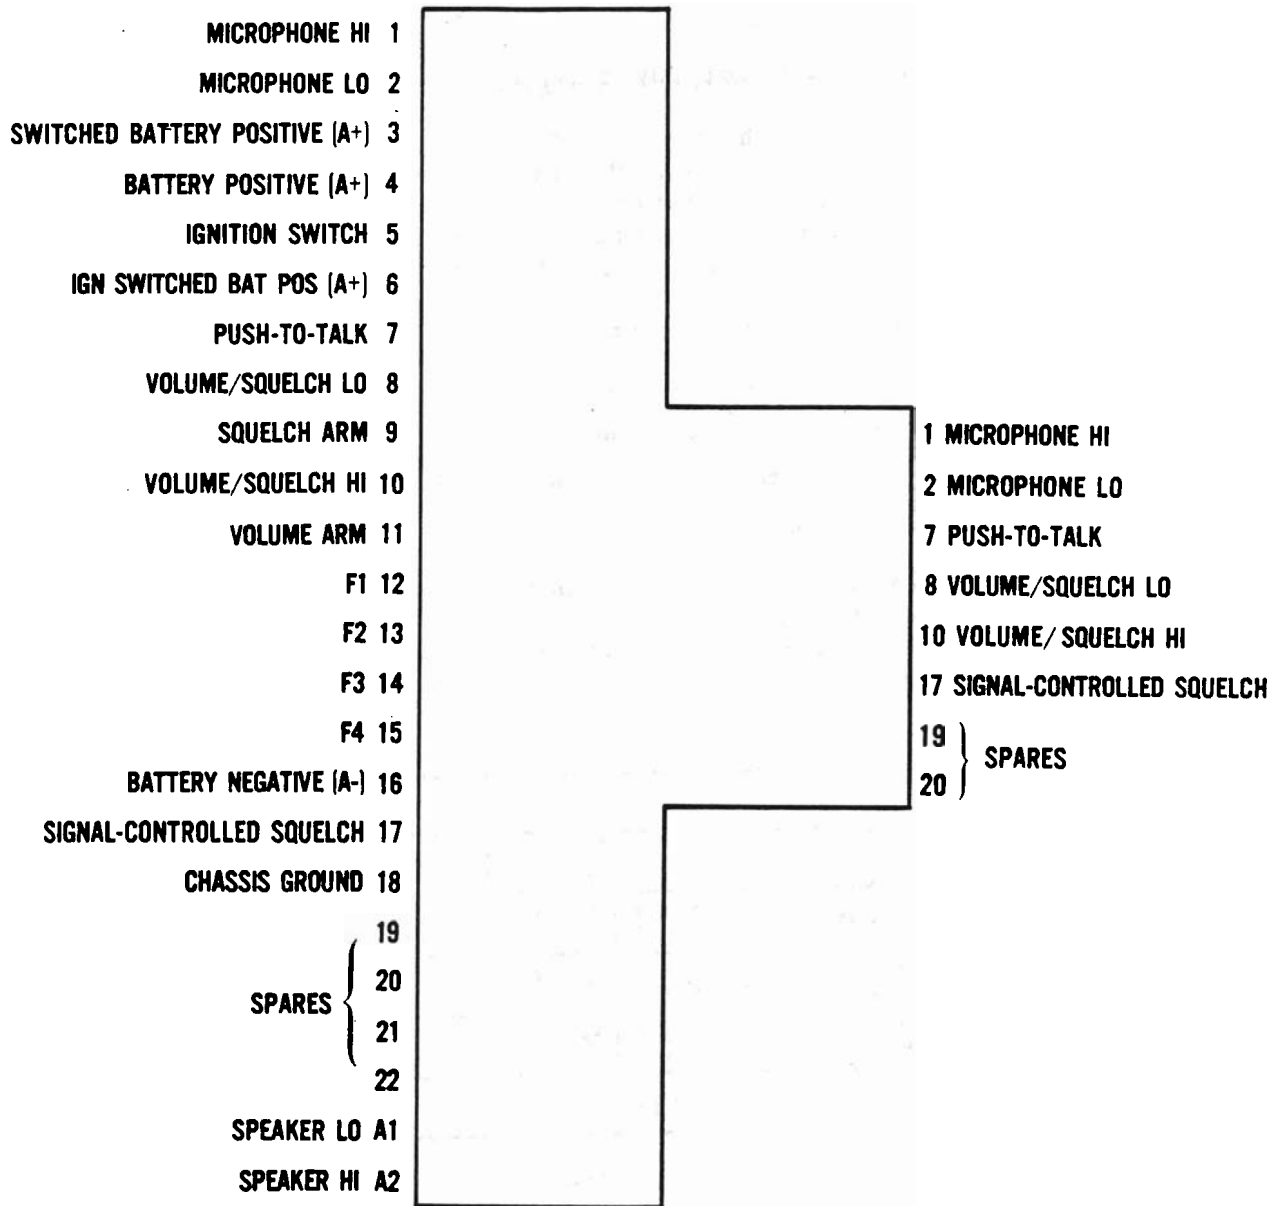 MICROPHONE HI 1
MICROPHONE LO 2
SWITCHED BATTERY POSITIVE (A+) 3
BATTERY POSITIVE (A+) 4
IGNITION SWITCH 5
IGN SWITCHED BAT POS (A+) 6
PUSH-TO-TALK 7
VOLUME/SQUELCH LO 8
SQUELCH ARM 9
VOLUME/SQUELCH HI 10
VOLUME ARM 11
F1 12
F2 13
F3 14
F4 15
BATTERY NEGATIVE (A-) 16
SIGNAL-CONTROLLED SQUELCH 17
CHASSIS GROUND 18
19
20
SPARES
21
22
SPEAKER LO A1
SPEAKER HI A2
1 MICROPHONE HI
2 MICROPHONE LO
7 PUSH-TO-TALK
8 VOLUME/SQUELCH LO
10 VOLUME/ SQUELCH HI
17 SIGNAL-CONTROLLED SQUELCH
19
SPARES
20